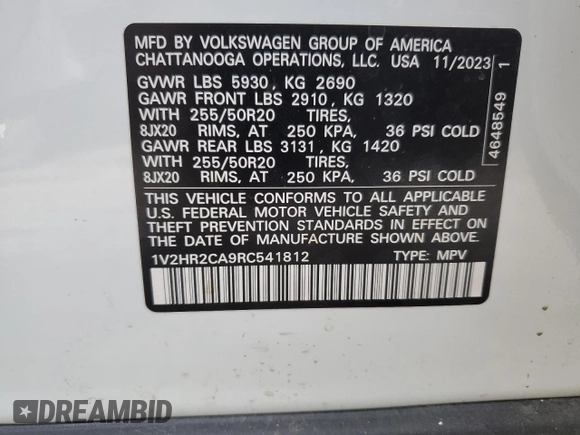 MFD BY VOLKSWAGEN GROUP OF AMERICA
CHATTANOOGA OPERATIONS, LLC. USA 11/2023
GVWR LBS 5930, KG 2690
GAWR FRONT LBS 2910, KG 1320
WITH 255/50R20 TIRES,
8JX20 RIMS, AT 250 KPA, 36 PSI COLD
GAWR REAR LBS 3131, KG 1420
WITH 255/50R20 TIRES,
8JX20 RIMS, AT 250 KPA, 36 PSI COLD
THIS VEHICLE CONFORMS TO ALL APPLICABLE
U.S. FEDERAL MOTOR VEHICLE SAFETY AND
THEFT PREVENTION STANDARDS IN EFFECT ON
THE DATE OF MANUFACTURE SHOWN ABOVE.
1V2HR2CA9RC541812 TYPE: MPV
4648549 1
DREAMBID